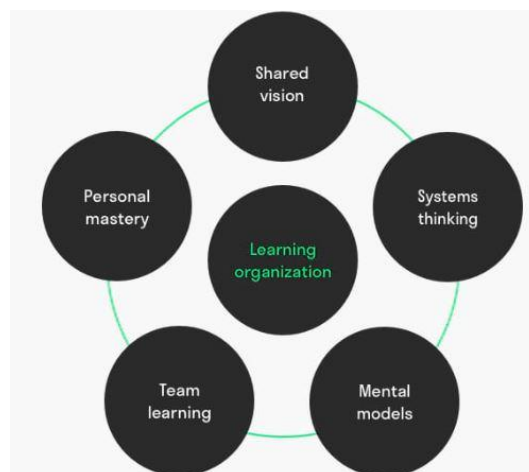 Shared
vision
Personal
mastery
Systems
thinking
Learning
organization
Team
learning
Mental
models